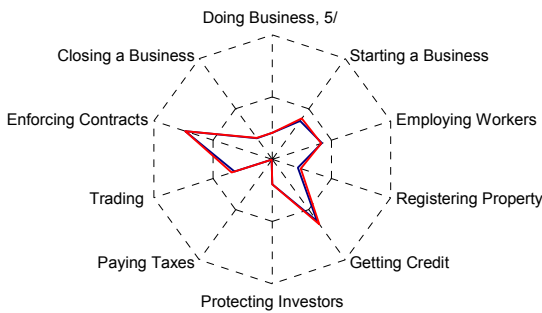 Doing Business, 5/
Closing a Business
Starting a Business
Enforcing Contracts
Employing Workers
Trading
Registering Property
Paying Taxes
Getting Credit
Protecting Investors